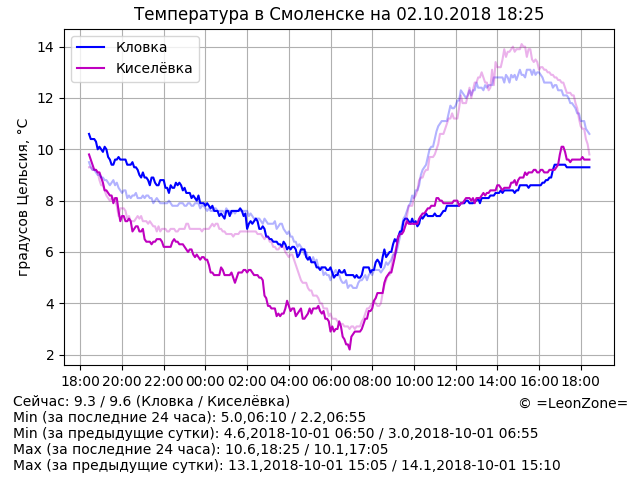 Температура в Смоленске на 02.10.2018 18:25
Кловка
Киселёвка
градусов Цельсия, °C
14
12
10
8
6
4
2
18:00 20:00 22:00 00:00 02:00 04:00 06:00 08:00 10:00 12:00 14:00 16:00 18:00
Сейчас: 9.3 / 9.6 (Кловка / Киселёвка)
© =LeonZone=
Min (за последние 24 часа): 5.0,06:10 / 2.2,06:55
Min (за предыдущие сутки): 4.6,2018-10-01 06:50 / 3.0,2018-10-01 06:55
Max (за последние 24 часа): 10.6,18:25 / 10.1,17:05
Max (за предыдущие сутки): 13.1,2018-10-01 15:05 / 14.1,2018-10-01 15:10